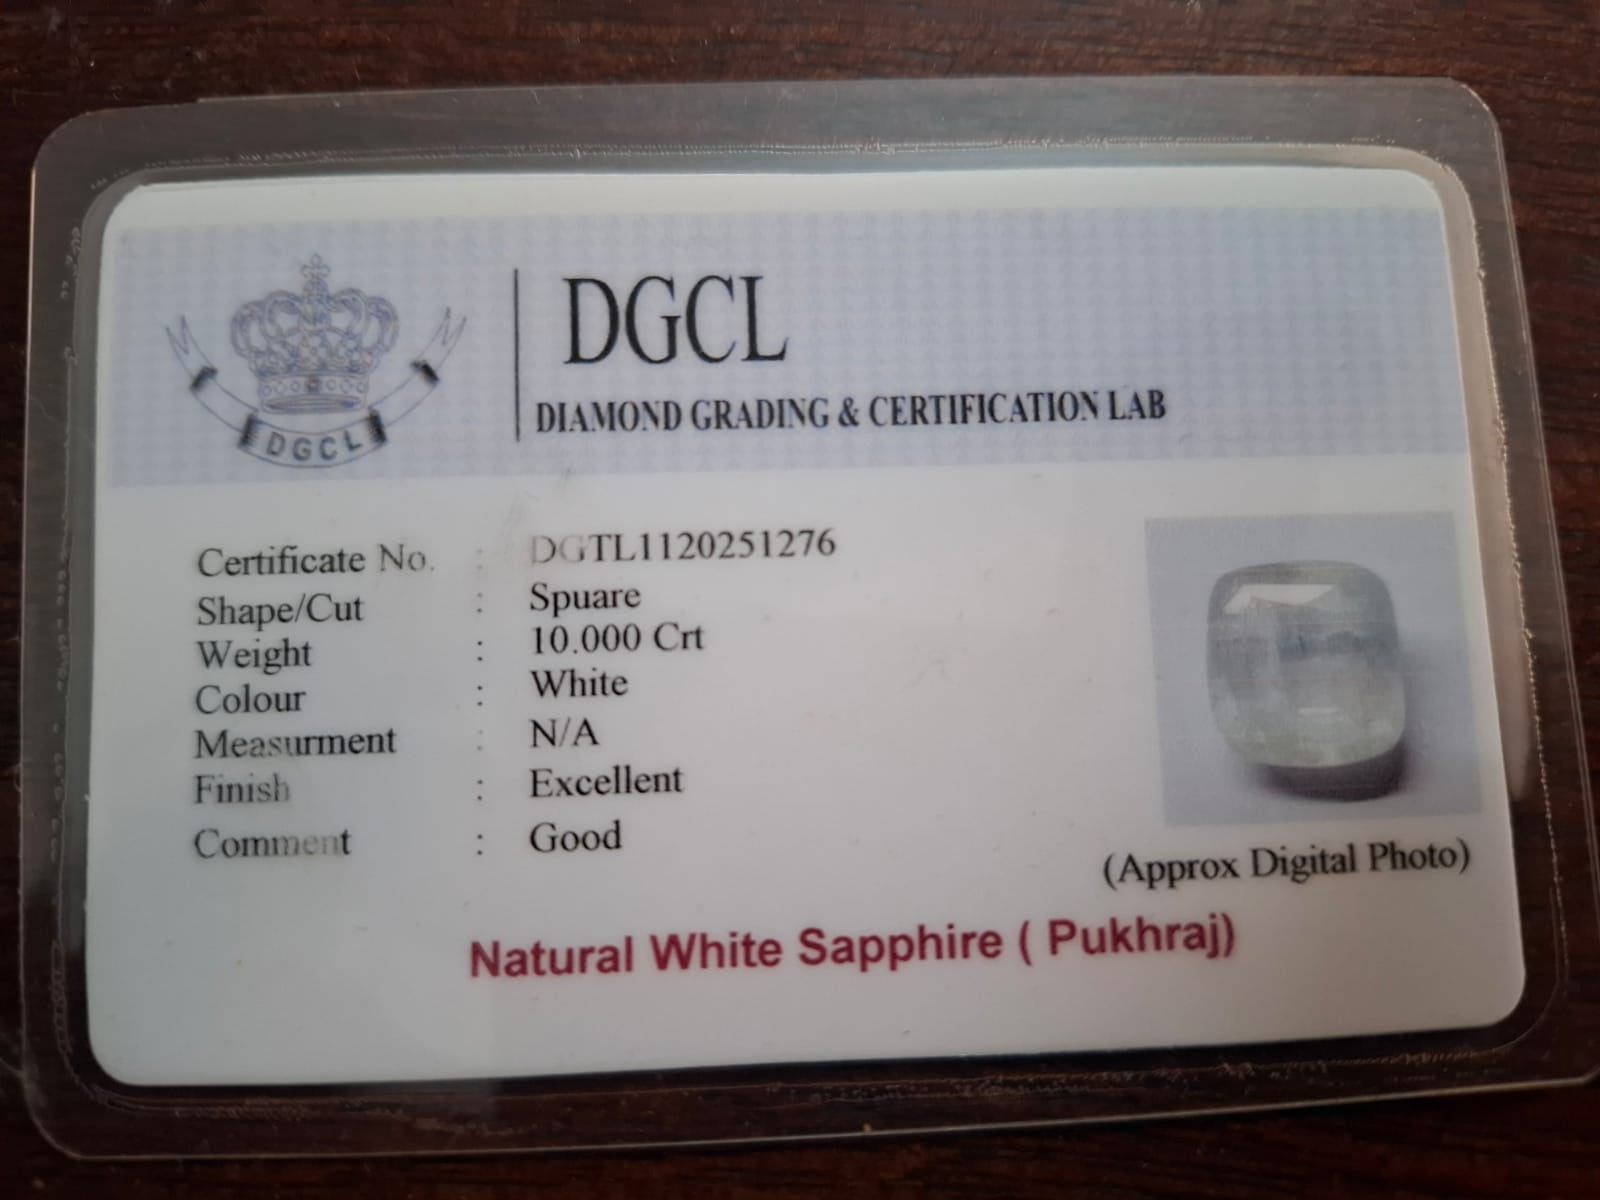 DGCL
DGCL
DIAMOND GRADING & CERTIFICATION LAB
Certificate No. : DGTL1120251276
Shape/Cut : Spuare
Weight : 10.000 Crt
Colour : White
Measurment : N/A
Finish : Excellent
Comment : Good
(Approx Digital Photo)
Natural White Sapphire ( Pukhraj)